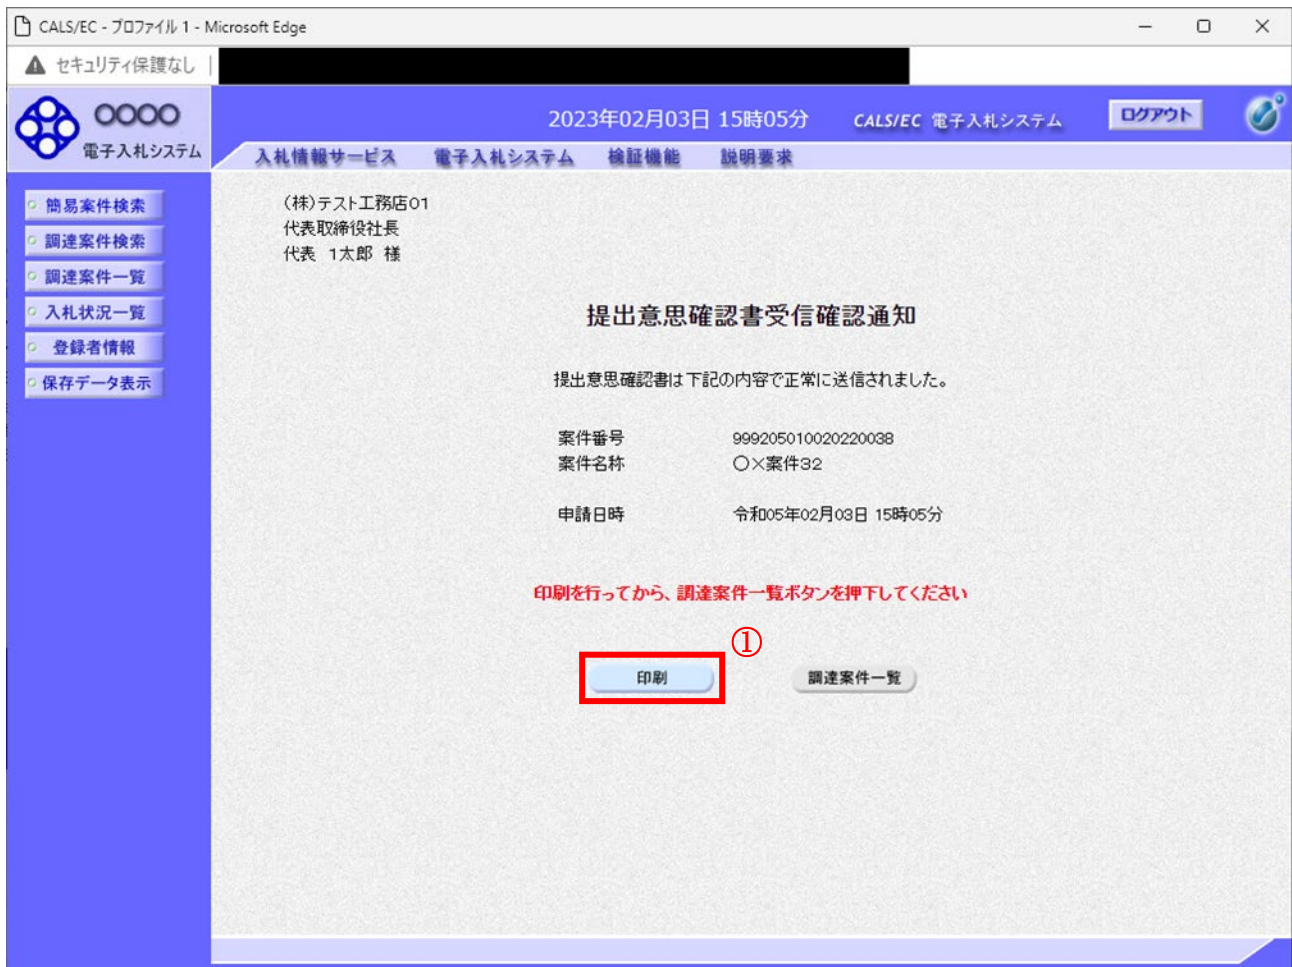 CALS/EC - プロファイル 1 - Microsoft Edge
セキュリティ保護なし
〇〇〇〇
電子入札システム
2023年02月03日 15時05分
CALS/EC 電子入札システム
ログアウト
入札情報サービス 電子入札システム 検証機能 説明要求
簡易案件検索
調達案件検索
調達案件一覧
入札状況一覧
登録者情報
保存データ表示
(株)テスト工務店01
代表取締役社長
代表 1太郎 様
提出意思確認書受信確認通知
提出意思確認書は下記の内容で正常に送信されました。
案件番号 999205010020220038
案件名称 〇×案件32
申請日時 令和05年02月03日 15時05分
印刷を行ってから、調達案件一覧ボタンを押下してください
①
印刷 調達案件一覧